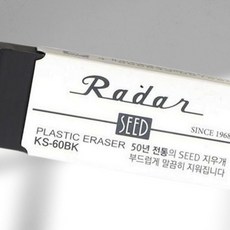 Radar
SEED
SINCE 1968
PLASTIC ERASER
KS-60BK
50년 전통의 SEED 지우개
부드럽게 말끔히 지워집니다